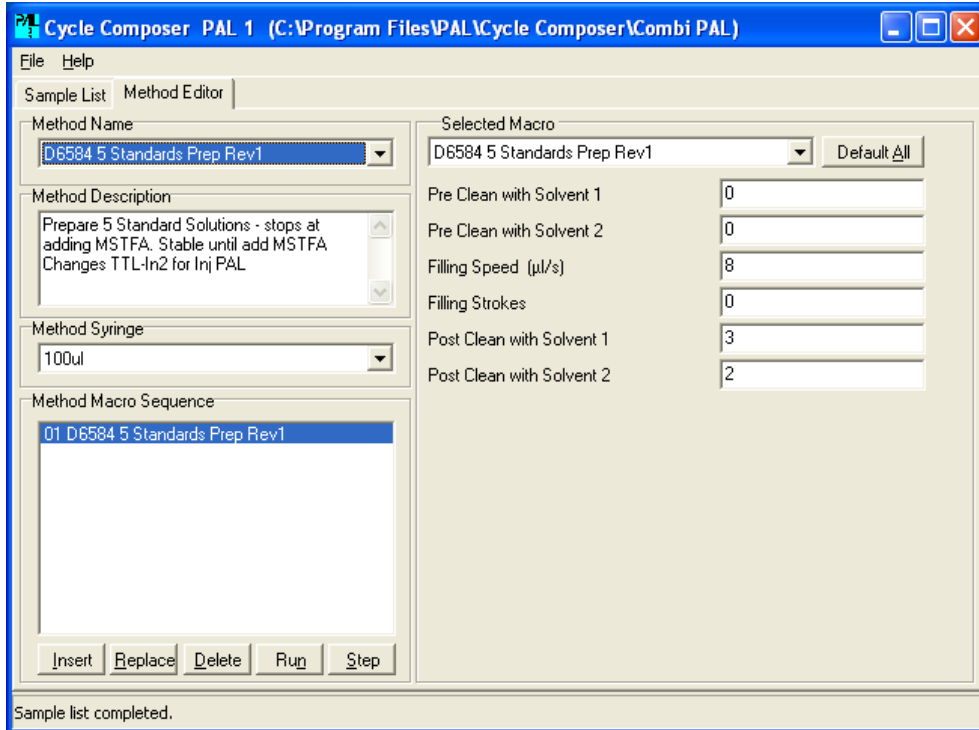 Cycle Composer PAL 1 (C:\Program Files\PAL\Cycle Composer\Combi PAL)
File Help
Sample List Method Editor
Method Name
D6584 5 Standards Prep Rev1
Method Description
Prepare 5 Standard Solutions - stops at
adding MSTFA. Stable until add MSTFA
Changes TTL-In2 for Inj PAL
Method Syringe
100ul
Method Macro Sequence
01 D6584 5 Standards Prep Rev1
Insert Replace Delete Run Step
Selected Macro
D6584 5 Standards Prep Rev1 Default All
Pre Clean with Solvent 1 0
Pre Clean with Solvent 2 0
Filling Speed (µl/s) 8
Filling Strokes 0
Post Clean with Solvent 1 3
Post Clean with Solvent 2 2
Sample list completed.